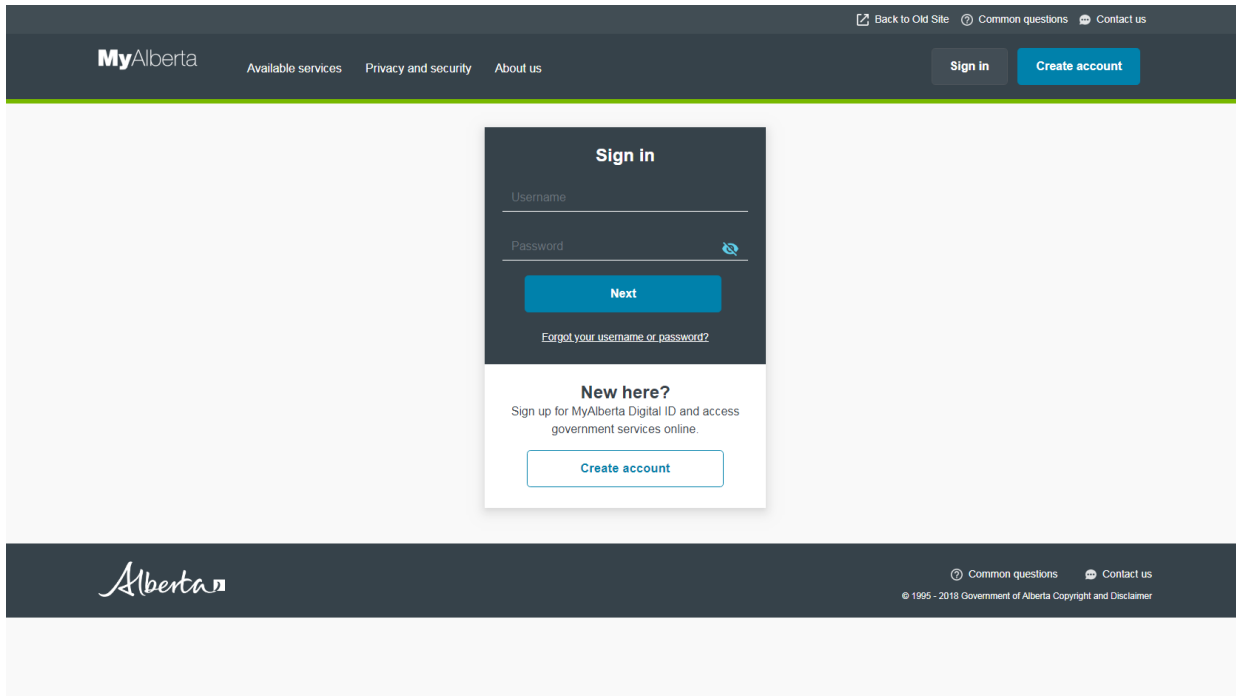 Back to Old Site Common questions Contact us
MyAlberta Available services Privacy and security About us Sign in Create account
Sign in
Username
Password
Next
Forgot your username or password?
New here?
Sign up for MyAlberta Digital ID and access
government services online.
Create account
Alberta
Common questions Contact us
© 1995 - 2018 Government of Alberta Copyright and Disclaimer